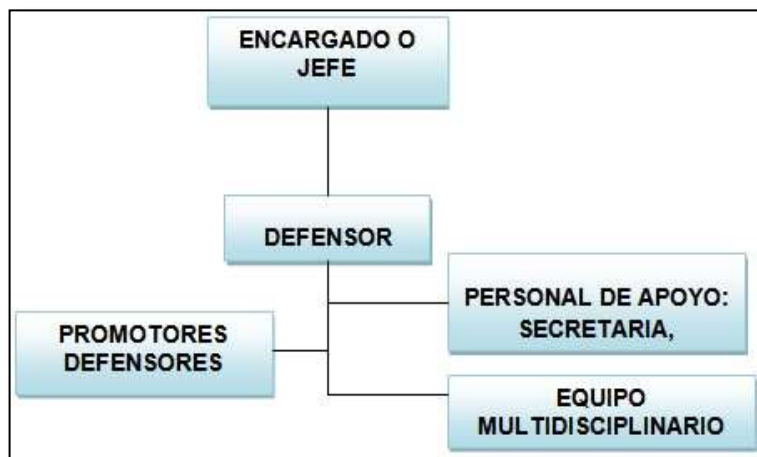 ENCARGADO O
JEFE
DEFENSOR
PERSONAL DE APOYO:
SECRETARIA,
PROMOTORES
DEFENSORES
EQUIPO
MULTIDISCIPLINARIO